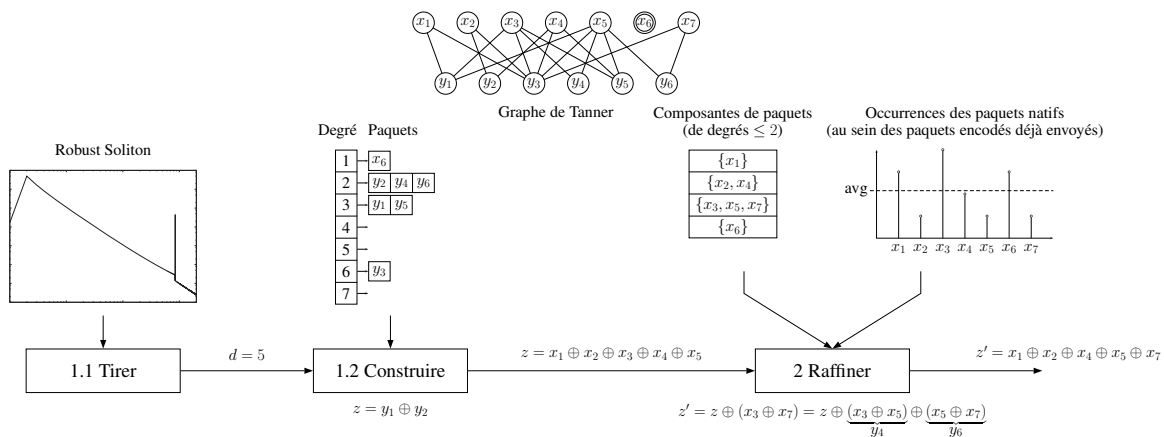 x₁ x₂ x₃ x₄ x₅ x₆ x₇
y₁ y₂ y₃ y₄ y₅ y₆
Graphe de Tanner
Robust Soliton
Degré Paquets
1 x₆
2 y₂ y₄ y₆
3 y₁ y₅
4
5
6 y₃
7
Composantes de paquets
(de degrés ≤ 2)
{x₁}
{x₂, x₄}
{x₃, x₅, x₇}
{x₆}
Occurrences des paquets natifs
(au sein des paquets encodés déjà envoyés)
avg
x₁ x₂ x₃ x₄ x₅ x₆ x₇
1.1 Tirer
d = 5
1.2 Construire
z = y₁ ⊕ y₂
z = x₁ ⊕ x₂ ⊕ x₃ ⊕ x₄ ⊕ x₅
2 Raffiner
z′ = x₁ ⊕ x₂ ⊕ x₄ ⊕ x₅ ⊕ x₇
z′ = z ⊕ (x₃ ⊕ x₇) = z ⊕ (x₃ ⊕ x₅) ⊕ (x₅ ⊕ x₇)
y₄ y₆